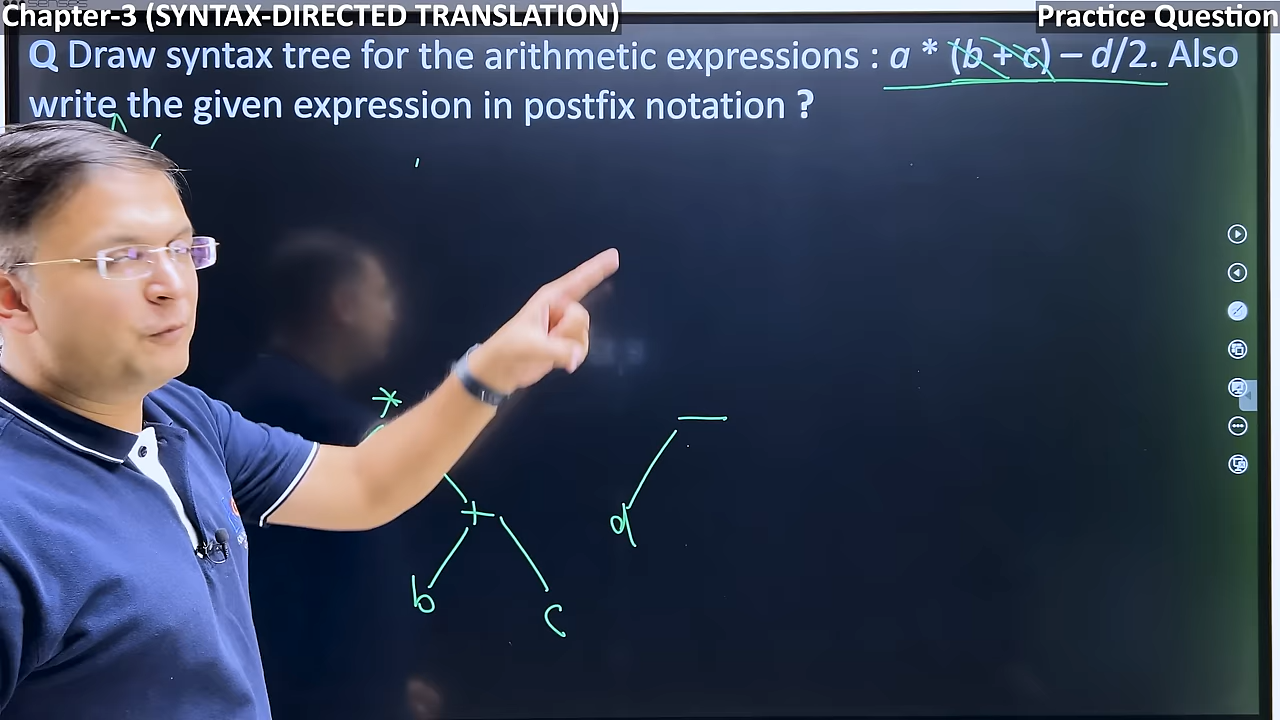 Chapter-3 (SYNTAX-DIRECTED TRANSLATION)
Practice Question
Q Draw syntax tree for the arithmetic expressions : a * (b + c) – d/2. Also
write the given expression in postfix notation ?
*
+
b
c
—
d